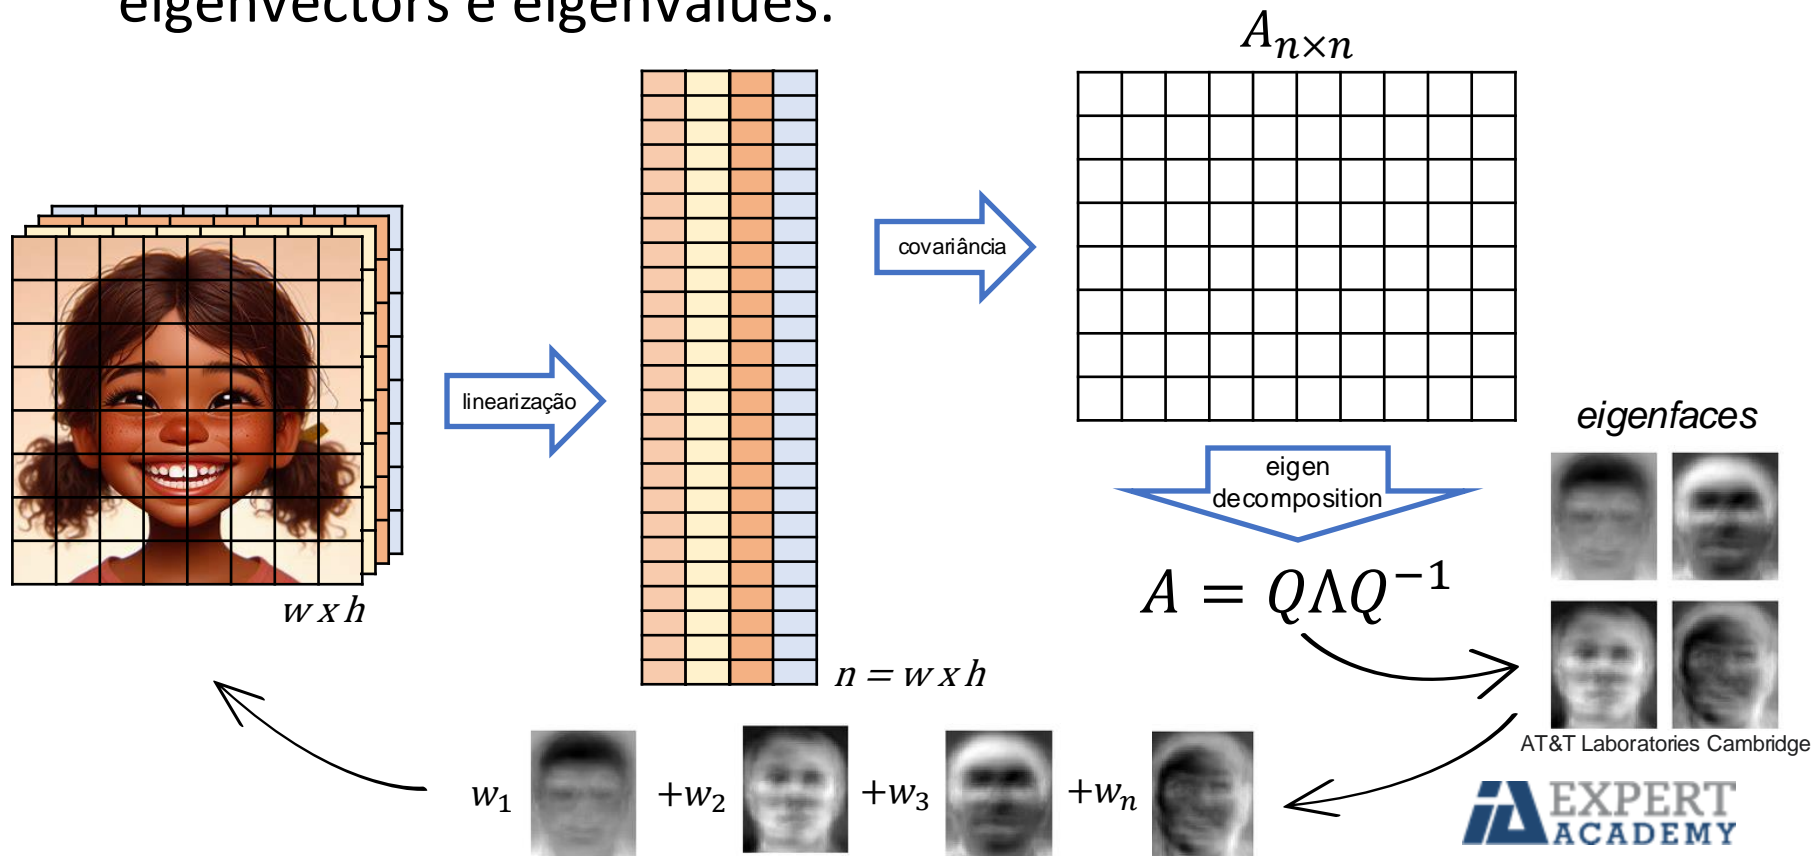 eigenvectors e eigenvalues.
A_{n×n}
covariância
linearização
w x h
n = w x h
eigen
decomposition
A = QΛQ^{-1}
eigenfaces
AT&T Laboratories Cambridge
w_1 +w_2 +w_3 +w_n
iA EXPERT
ACADEMY